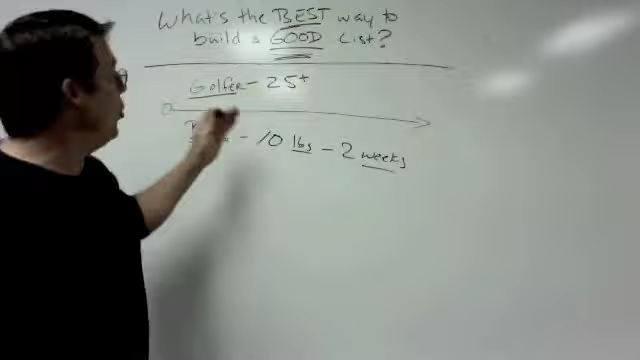 What's the BEST way to
build a GOOD List?
Golfer - 25+
- 10 lbs - 2 weeks